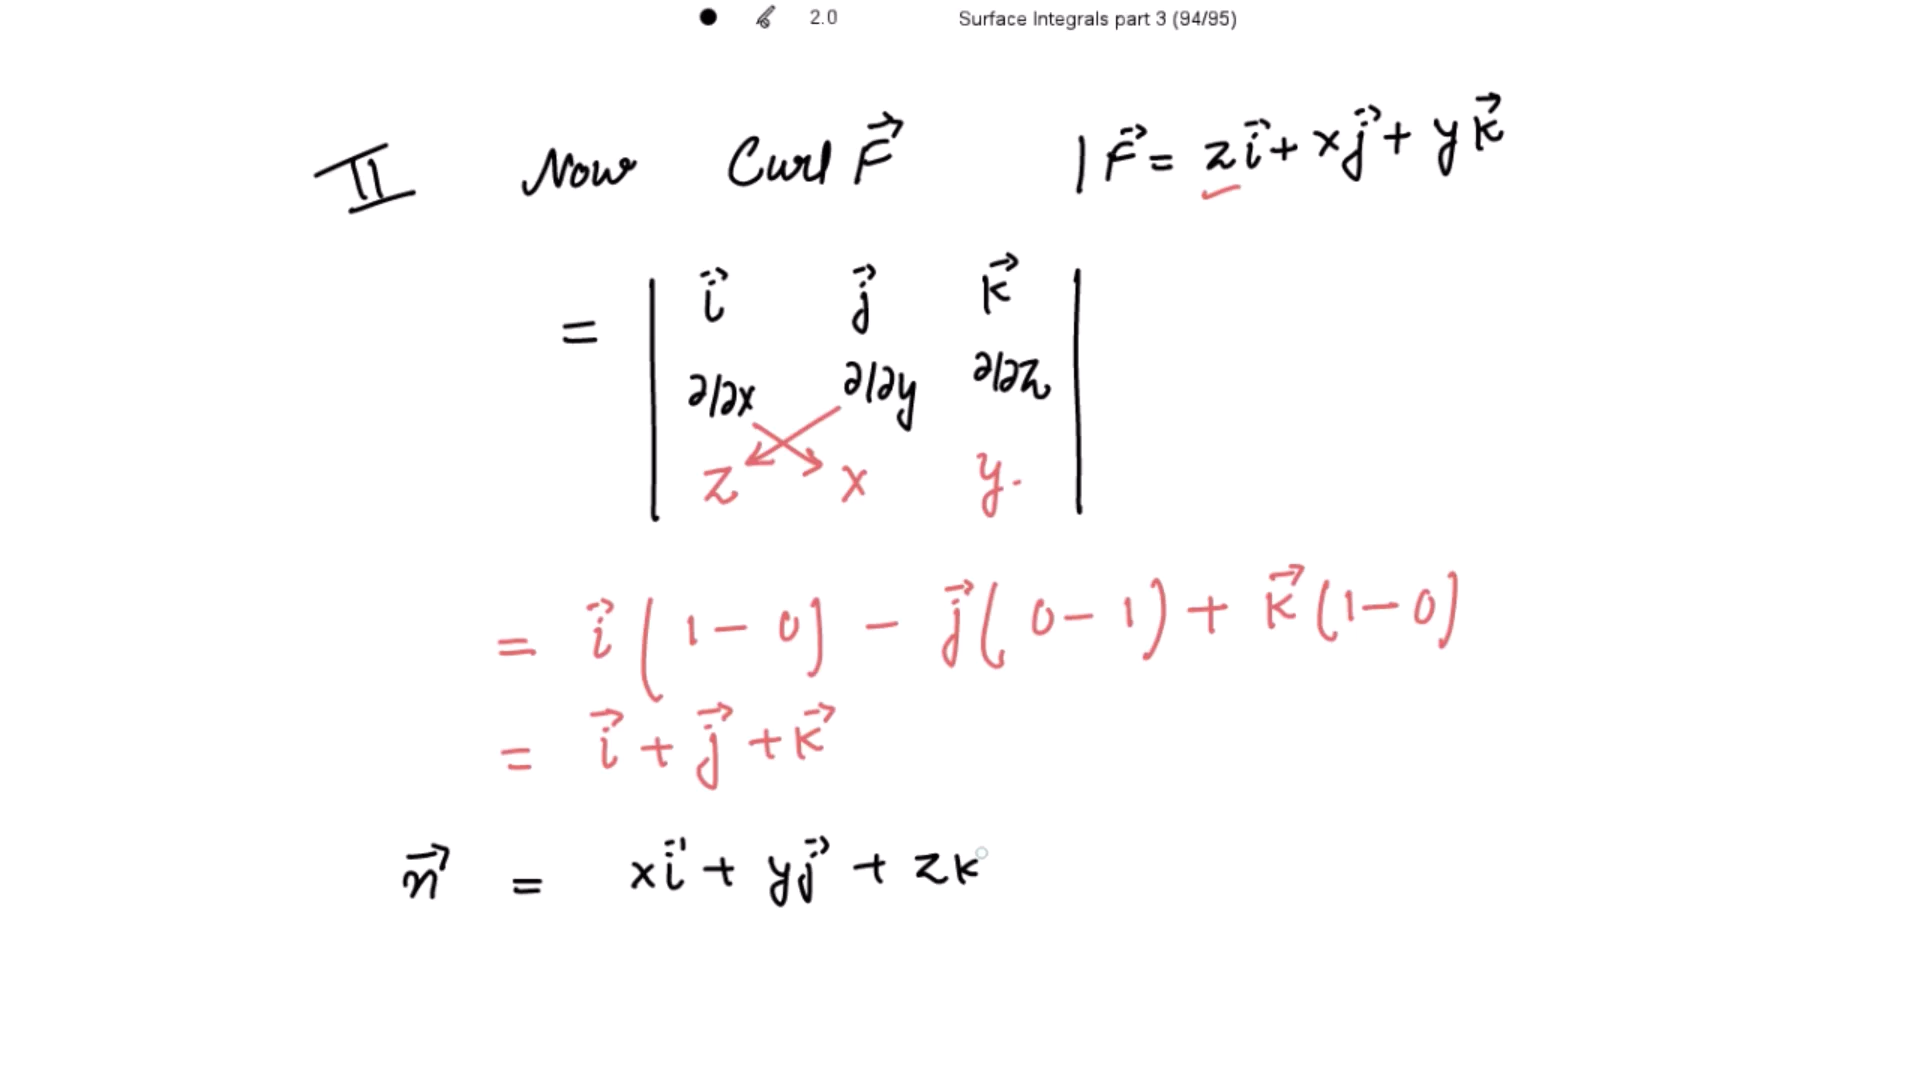 2.0 Surface Integrals part 3 (94/95)
II Now Curl F⃗ | F⃗ = zi⃗ + xj⃗ + yk⃗
= | i⃗ j⃗ k⃗ |
∂/∂x ∂/∂y ∂/∂z
z x y.
= i⃗ (1 - 0) - j⃗ (0 - 1) + k⃗ (1 - 0)
= i⃗ + j⃗ + k⃗
n⃗ = xi⃗ + yj⃗ + zk